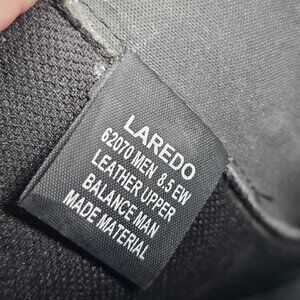 LAREDO
62070 MEN 8.5 EW
LEATHER UPPER
BALANCE MAN
MADE MATERIAL